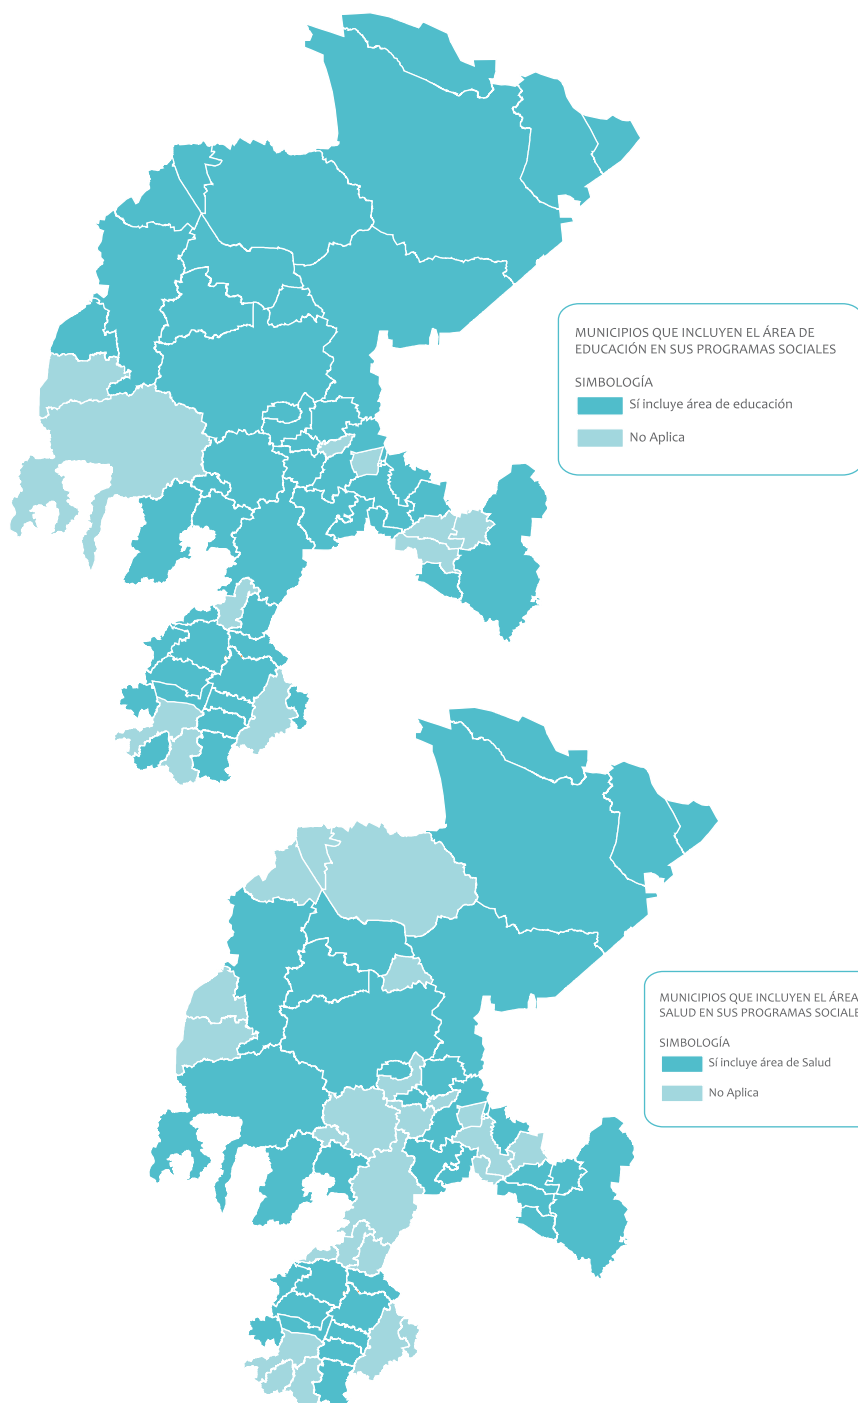 MUNICIPIOS QUE INCLUYEN EL ÁREA DE
EDUCACIÓN EN SUS PROGRAMAS SOCIALES
SIMBOLOGÍA
Sí incluye área de educación
No Aplica
MUNICIPIOS QUE INCLUYEN EL ÁREA
SALUD EN SUS PROGRAMAS SOCIALE
SIMBOLOGÍA
Sí incluye área de Salud
No Aplica